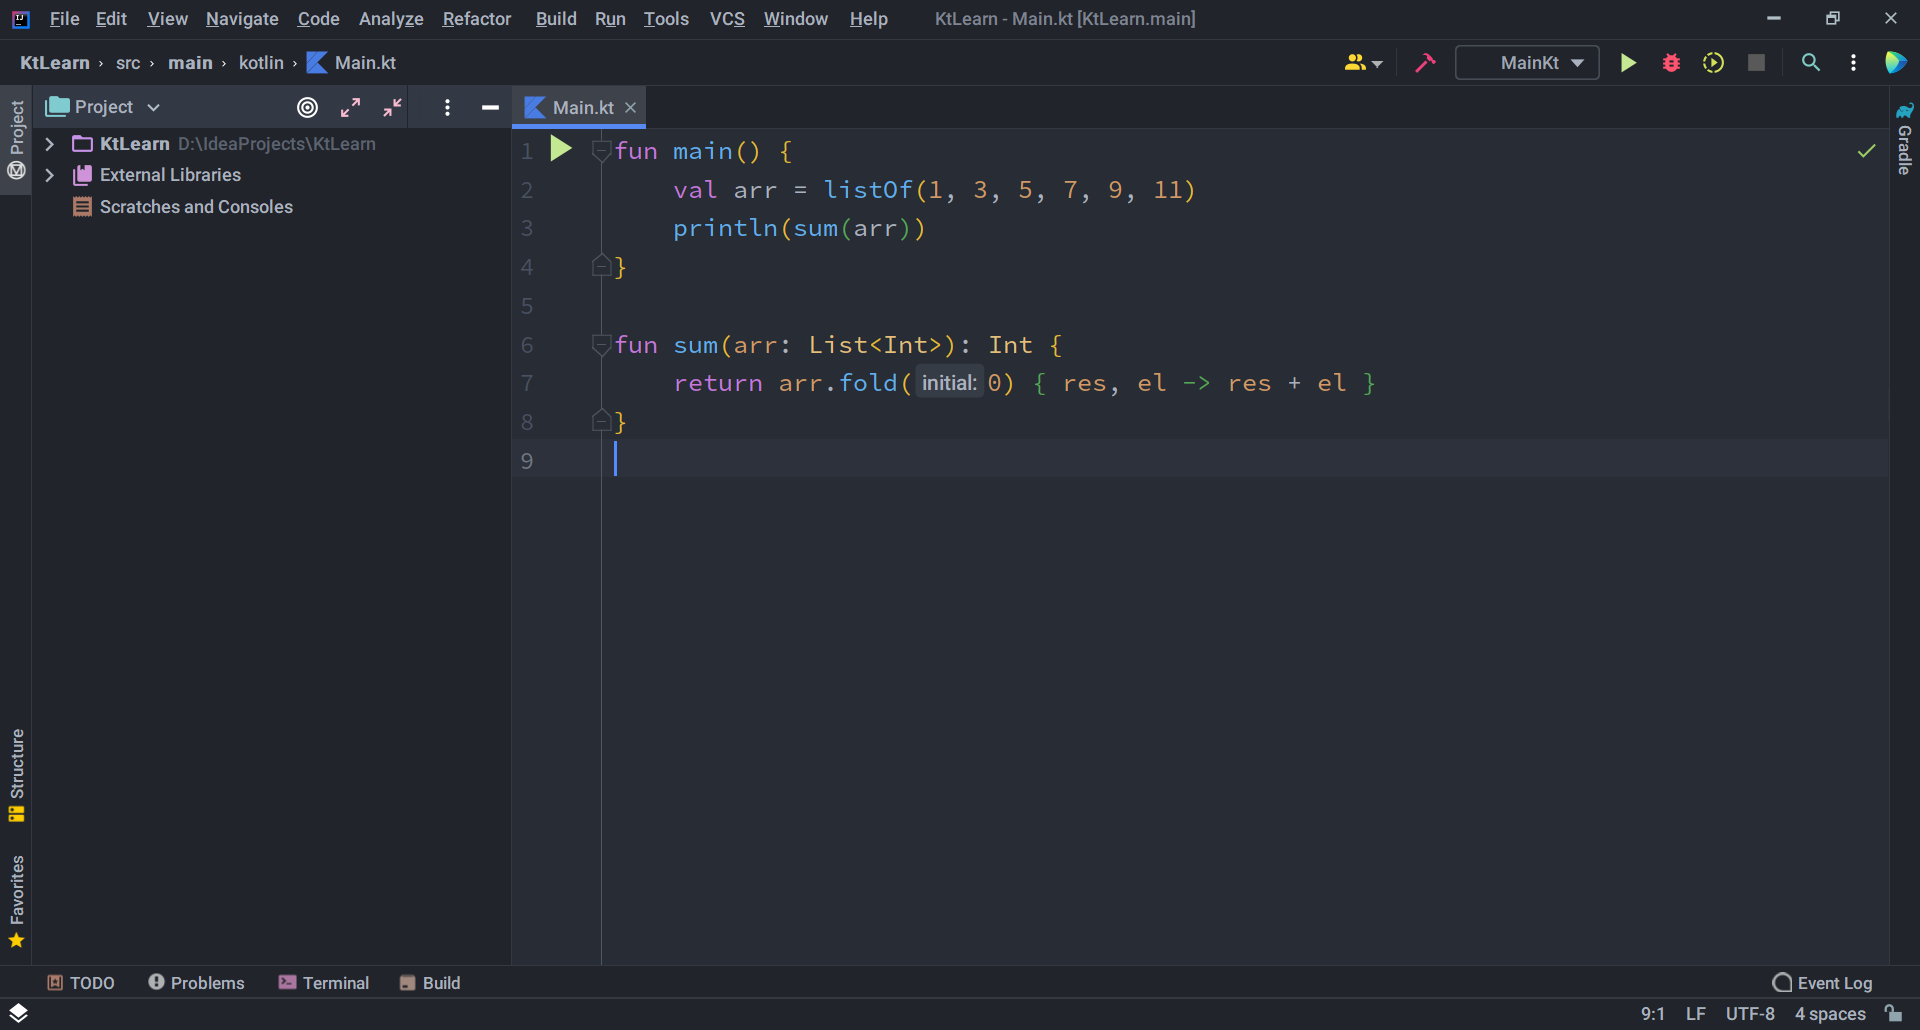 File Edit View Navigate Code Analyze Refactor Build Run Tools VCS Window Help KtLearn - Main.kt [KtLearn.main]
KtLearn › src › main › kotlin › Main.kt MainKt
Project
Project
Main.kt
Gradle
KtLearn D:\IdeaProjects\KtLearn
External Libraries
Scratches and Consoles
1 fun main() {
2     val arr = listOf(1, 3, 5, 7, 9, 11)
3     println(sum(arr))
4 }
5
6 fun sum(arr: List<Int>): Int {
7     return arr.fold( initial: 0) { res, el -> res + el }
8 }
9
Structure
Favorites
TODO Problems Terminal Build Event Log
9:1 LF UTF-8 4 spaces